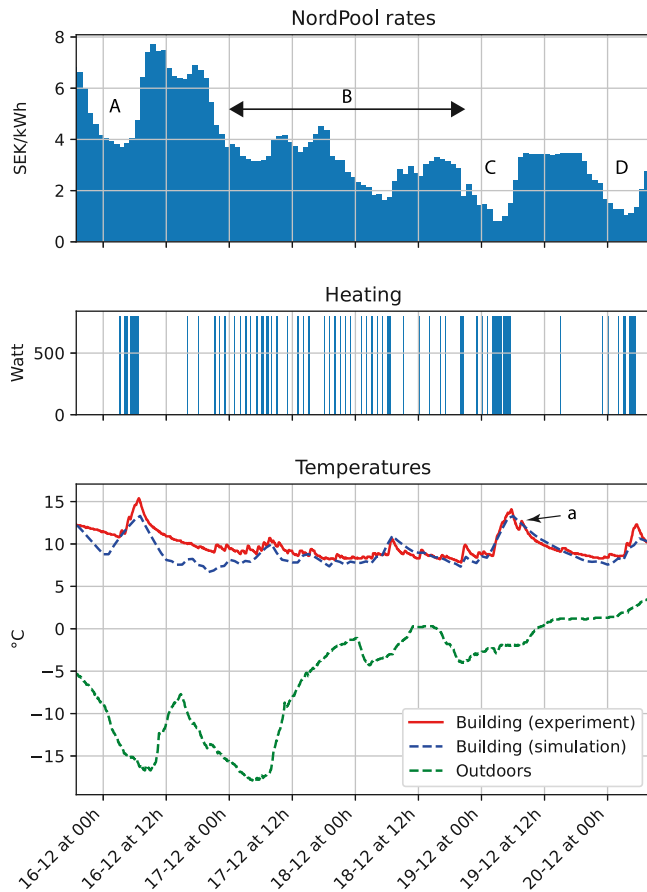 NordPool rates
8
6
4
2
0
SEK/kWh
A
B
C
D
Heating
500
0
Watt
Temperatures
15
10
5
0
−5
−10
−15
°C
a
Building (experiment)
Building (simulation)
Outdoors
16-12 at 00h
16-12 at 12h
17-12 at 00h
17-12 at 12h
18-12 at 00h
18-12 at 12h
19-12 at 00h
19-12 at 12h
20-12 at 00h